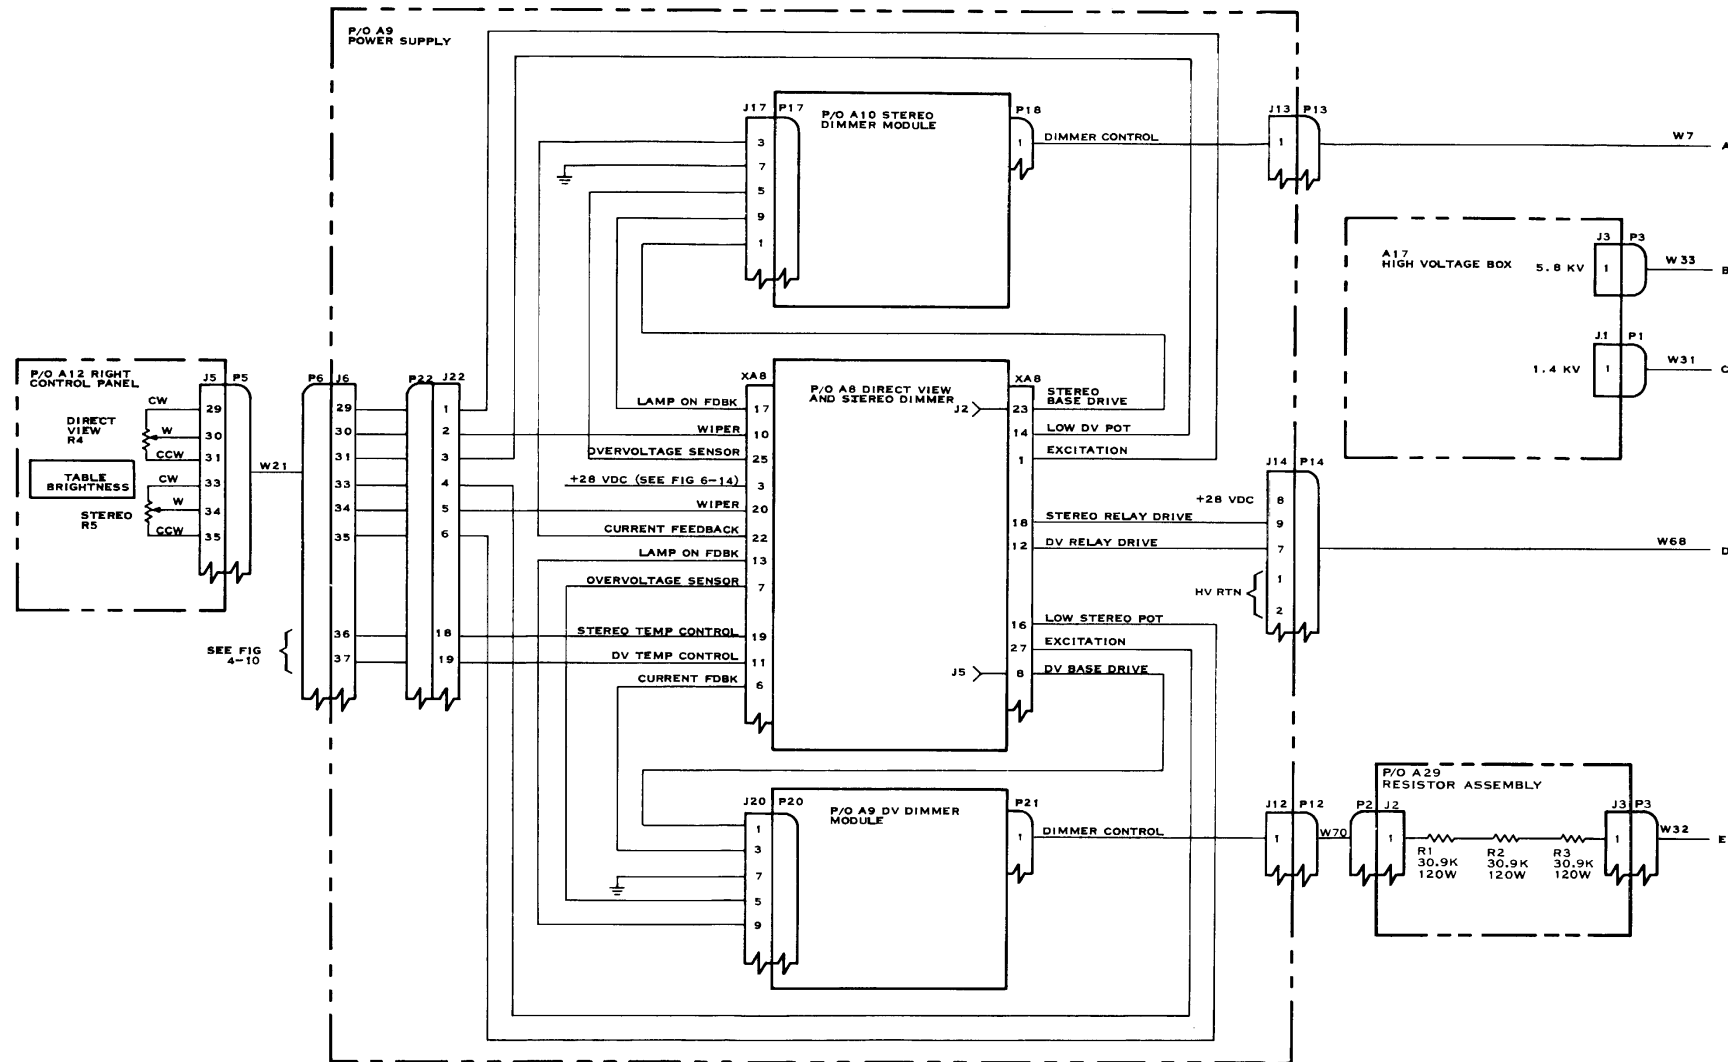 P/O A9
POWER SUPPLY
J17 P17
3
7
5
9
1
P/O A10 STEREO
DIMMER MODULE
P18
1
DIMMER CONTROL
J13 P13
1
W7
A
A17
HIGH VOLTAGE BOX
J3 P3
5.8 KV
1
W33
B
J1 P1
1.4 KV
1
W31
C
P/O A12 RIGHT
CONTROL PANEL
J5 P5
DIRECT
VIEW
R4
CW
29
W
30
CCW
31
TABLE
BRIGHTNESS
CW
33
STEREO
R5
W
34
CCW
35
W21
P6 J6
29
30
31
33
34
35
SEE FIG
4-10
36
37
P22 J22
1
2
3
4
5
6
18
19
XA8
LAMP ON FDBK
17
WIPER
10
OVERVOLTAGE SENSOR
25
+28 VDC (SEE FIG 6-14)
3
WIPER
20
CURRENT FEEDBACK
22
LAMP ON FDBK
13
OVERVOLTAGE SENSOR
7
STEREO TEMP CONTROL
19
DV TEMP CONTROL
11
CURRENT FDBK
6
P/O A8 DIRECT VIEW
AND STEREO DIMMER
J2
J5
XA8
23
STEREO
BASE DRIVE
14
LOW DV POT
1
EXCITATION
18
STEREO RELAY DRIVE
12
DV RELAY DRIVE
16
LOW STEREO POT
27
EXCITATION
8
DV BASE DRIVE
J14 P14
+28 VDC
8
9
7
HV RTN
1
2
W68
D
J20 P20
1
3
7
5
9
P/O A9 DV DIMMER
MODULE
P21
1
DIMMER CONTROL
J12 P12
1
W70
P/O A29
RESISTOR ASSEMBLY
P2 J2
1
R1
30.9K
120W
R2
30.9K
120W
R3
30.9K
120W
J3 P3
1
W32
E